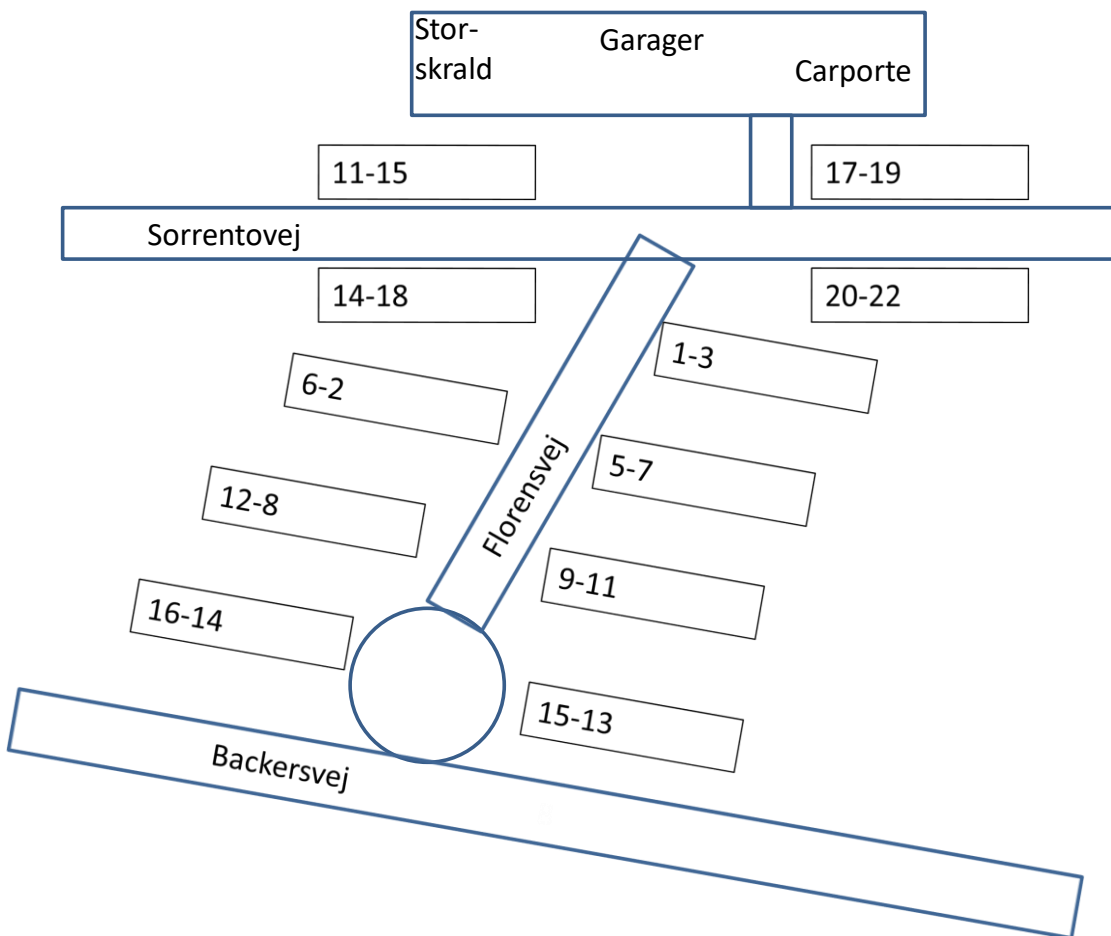 Stor-
skrald
Garager
Carporte
11-15
17-19
Sorrentovej
14-18
20-22
1-3
6-2
5-7
12-8
Florensvej
9-11
16-14
15-13
Backersvej